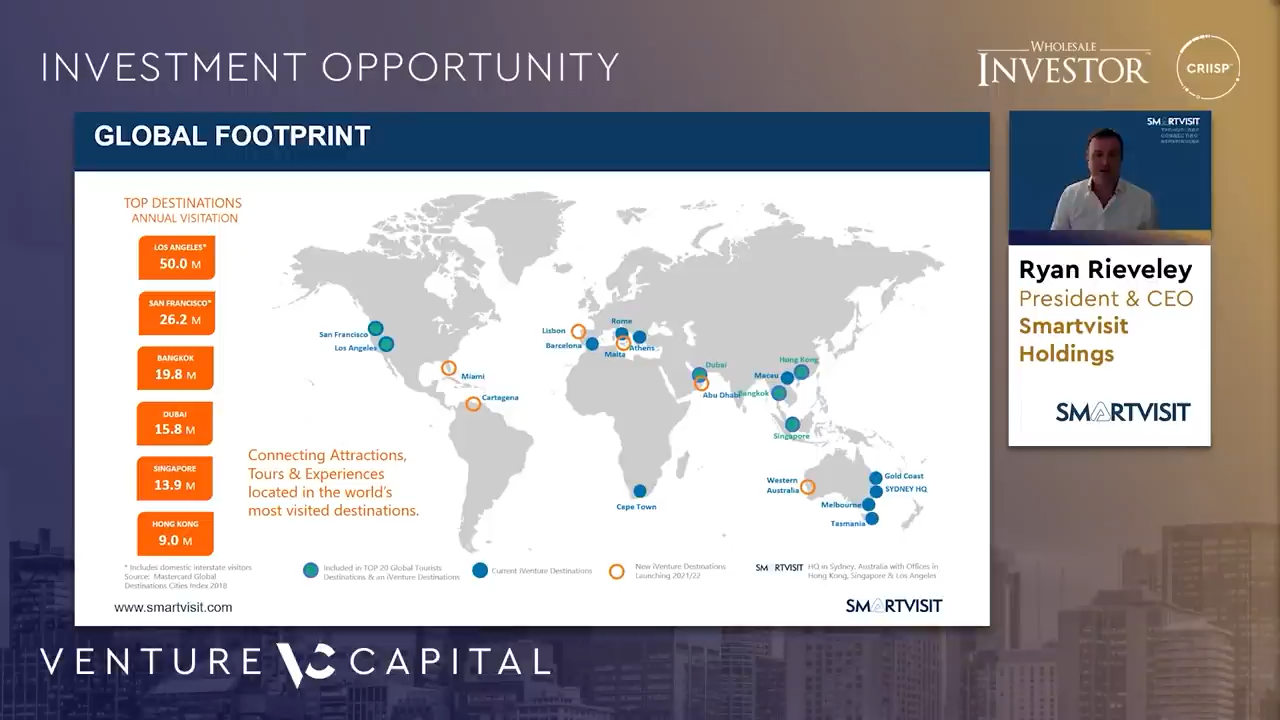 INVESTMENT OPPORTUNITY
WHOLESALE
INVESTOR
CRIISP
GLOBAL FOOTPRINT
TOP DESTINATIONS
ANNUAL VISITATION
LOS ANGELES*
50.0 M
SAN FRANCISCO*
26.2 M
BANGKOK
19.8 M
DUBAI
15.8 M
SINGAPORE
13.9 M
HONG KONG
9.0 M
San Francisco
Los Angeles
Miami
Cartagena
Lisbon
Barcelona
Rome
Malta
Athens
Dubai
Abu Dhabi
Macau
Hong Kong
Bangkok
Singapore
Cape Town
Western
Australia
Gold Coast
SYDNEY HQ
Melbourne
Tasmania
Connecting Attractions,
Tours & Experiences
located in the world's
most visited destinations.
* Includes domestic interstate visitors
Source: Mastercard Global
Destinations Cities Index 2018
Included in TOP 20 Global Tourists
Destinations & an iVenture Destinations
Current iVenture Destinations
New iVenture Destinations
Launching 2021/22
SMARTVISIT
HQ in Sydney, Australia with Offices in
Hong Kong, Singapore & Los Angeles
www.smartvisit.com
SMARTVISIT
SMARTVISIT
Ryan Rieveley
President & CEO
Smartvisit
Holdings
SMARTVISIT
VENTURE VC CAPITAL